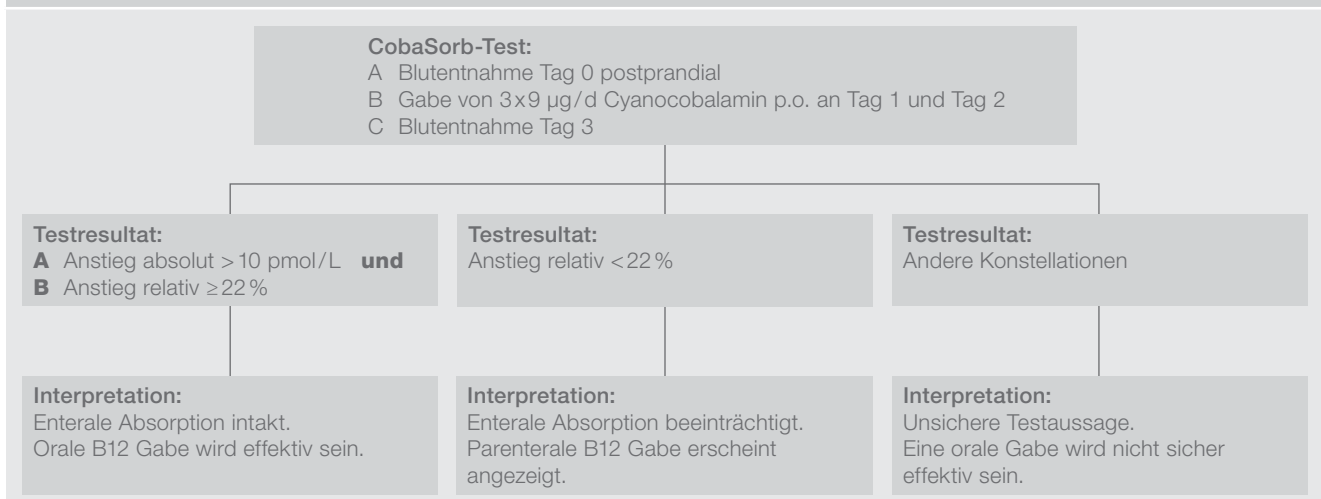 CobaSorb-Test:
A Blutentnahme Tag 0 postprandial
B Gabe von 3x9 µg/d Cyanocobalamin p.o. an Tag 1 und Tag 2
C Blutentnahme Tag 3
Testresultat:
A Anstieg absolut >10 pmol/L und
B Anstieg relativ ≥22 %
Testresultat:
Anstieg relativ <22 %
Testresultat:
Andere Konstellationen
Interpretation:
Enterale Absorption intakt.
Orale B12 Gabe wird effektiv sein.
Interpretation:
Enterale Absorption beeinträchtigt.
Parenterale B12 Gabe erscheint
angezeigt.
Interpretation:
Unsichere Testaussage.
Eine orale Gabe wird nicht sicher
effektiv sein.